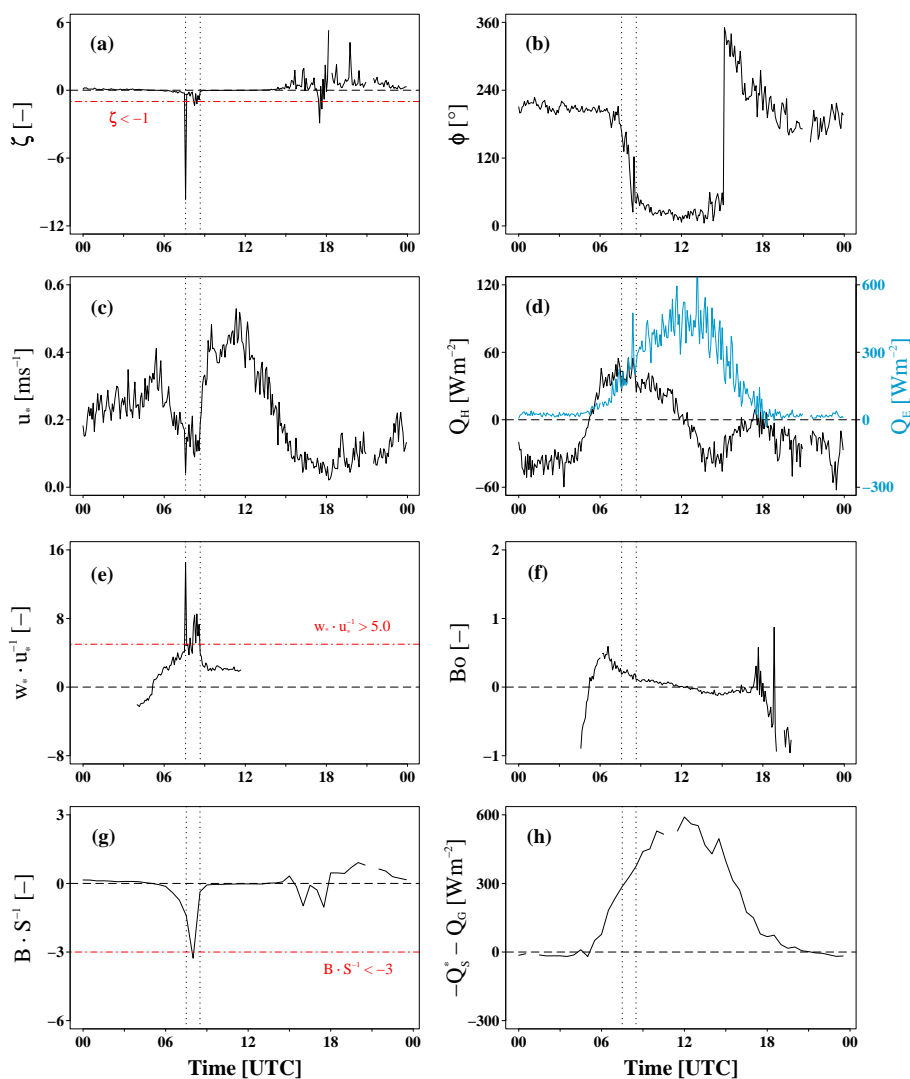 (a)
ζ [−]
6
0
−6
−12
ζ < −1
00 06 12 18 00
(b)
ϕ [°]
360
240
120
0
00 06 12 18 00
(c)
u* [ms⁻¹]
0.6
0.4
0.2
0.0
00 06 12 18 00
(d)
Q_H [Wm⁻²]
120
60
0
−60
Q_E [Wm⁻²]
600
300
0
−300
00 06 12 18 00
(e)
w* · u*⁻¹ [−]
16
8
0
−8
w* · u*⁻¹ > 5.0
00 06 12 18 00
(f)
Bo [−]
2
1
0
−1
00 06 12 18 00
(g)
B · S⁻¹ [−]
3
0
−3
−6
B · S⁻¹ < −3
00 06 12 18 00
Time [UTC]
(h)
−Q*_S − Q_G [Wm⁻²]
600
300
0
−300
00 06 12 18 00
Time [UTC]